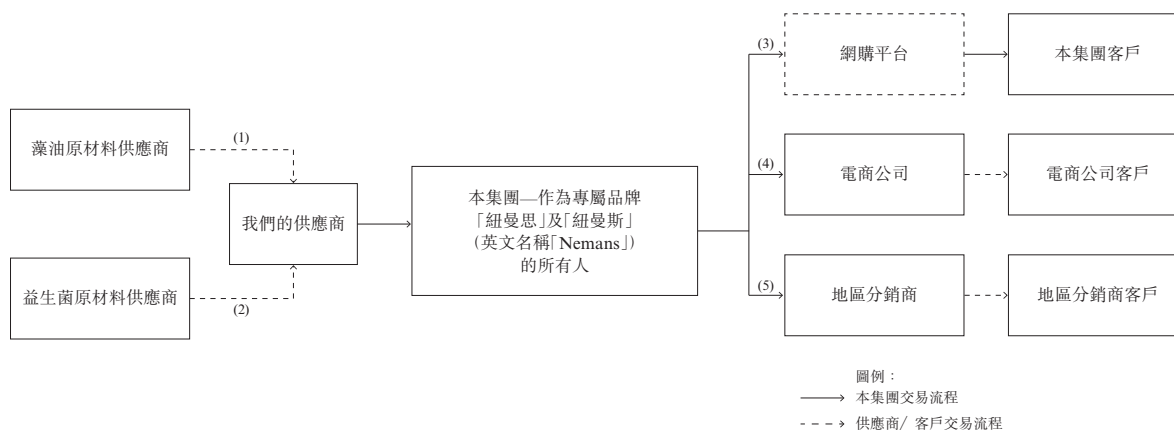 (3)
網購平台
本集團客戶
藻油原材料供應商
(1)
(4)
電商公司
電商公司客戶
我們的供應商
本集團—作為專屬品牌
「紐曼思」及「紐曼斯」
(英文名稱「Nemans」)
的所有人
益生菌原材料供應商
(2)
(5)
地區分銷商
地區分銷商客戶
圖例：
本集團交易流程
供應商/ 客戶交易流程